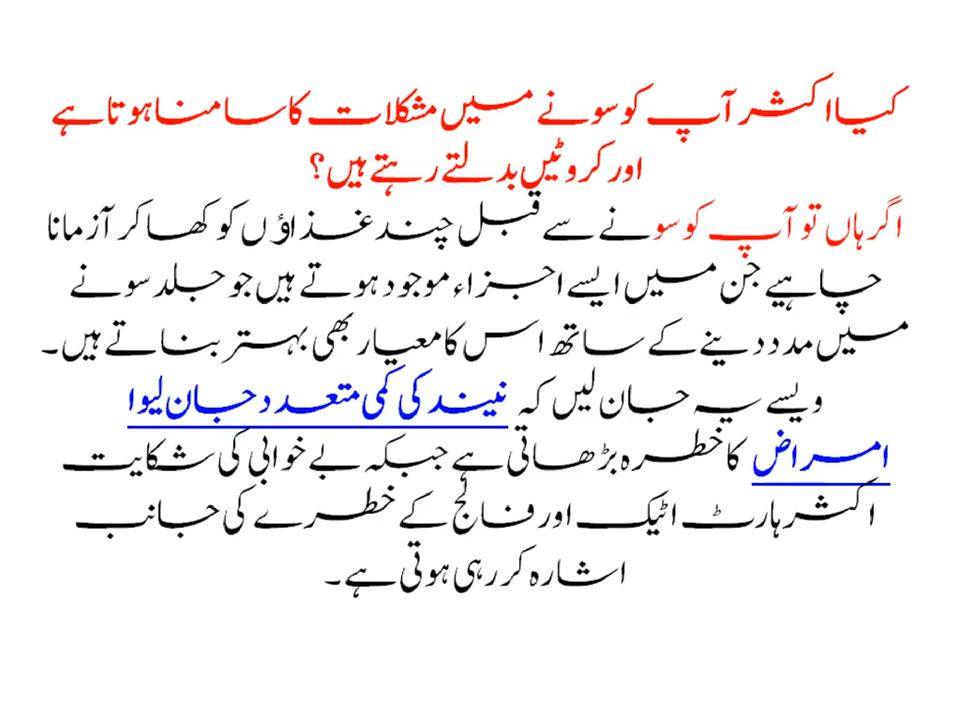 کیا اکثر آپ کو سونے میں مشکلات کا سامنا ہوتا ہے
اور کروٹیں بدلتے رہتے ہیں؟
اگر ہاں تو آپ کو سونے سے قبل چند غذاؤں کو کھا کر آزمانا
چاہیے جن میں ایسے اجزاء موجود ہوتے ہیں جو جلد سونے
میں مدد دینے کے ساتھ اس کا معیار بھی بہتر بناتے ہیں۔
ویسے یہ جان لیں کہ نیند کی کمی متعدد جان لیوا
امراض کا خطرہ بڑھاتی ہے جبکہ بے خوابی کی شکایت
اکثر ہارٹ اٹیک اور فالج کے خطرے کی جانب
اشارہ کر رہی ہوتی ہے۔